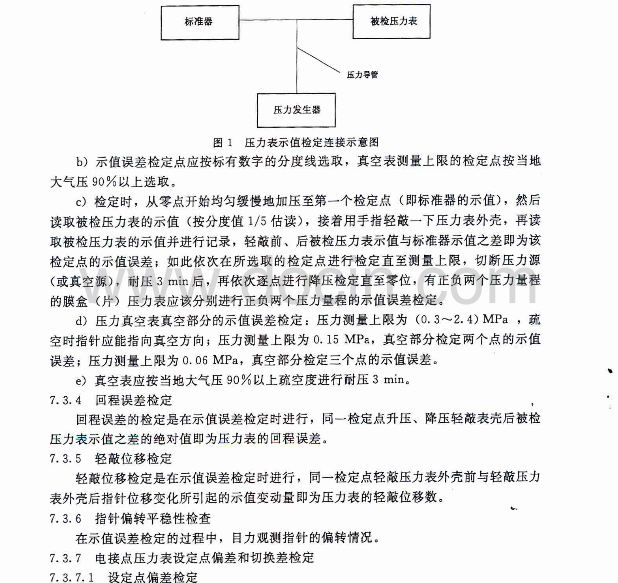 标准器
被检压力表
压力导管
压力发生器
图 1 压力表示值检定连接示意图
b）示值误差检定点应按标有数字的分度线选取，真空表测量上限的检定点按当地
大气压 90％以上选取。
c）检定时，从零点开始均匀缓慢地加压至第一个检定点（即标准器的示值），然后
读取被检压力表的示值（按分度值 1/5 估读），接着用手指轻敲一下压力表外壳，再读
取被检压力表的示值并进行记录，轻敲前、后被检压力表示值与标准器示值之差即为该
检定点的示值误差；如此依次在所选取的检定点进行检定直至测量上限，切断压力源
（或真空源），耐压 3 min 后，再依次逐点进行降压检定直至零位，有正负两个压力量程
的膜盒（片）压力表应该分别进行正负两个压力量程的示值误差检定。
d）压力真空表真空部分的示值误差检定：压力测量上限为（0.3～2.4）MPa ，疏
空时指针应能指向真空方向；压力测量上限为 0.15 MPa，真空部分检定两个点的示值
误差；压力测量上限为 0.06 MPa，真空部分检定三个点的示值误差。
e）真空表应按当地大气压 90％以上疏空度进行耐压 3 min。
7.3.4 回程误差检定
回程误差的检定是在示值误差检定时进行，同一检定点升压、降压轻敲表壳后被检
压力表示值之差的绝对值即为压力表的回程误差。
7.3.5 轻敲位移检定
轻敲位移检定是在示值误差检定时进行，同一检定点轻敲压力表外壳前与轻敲压力
表外壳后指针位移变化所引起的示值变动量即为压力表的轻敲位移数。
7.3.6 指针偏转平稳性检查
在示值误差检定的过程中，目力观测指针的偏转情况。
7.3.7 电接点压力表设定点偏差和切换差检定
7.3.7.1 设定点偏差检定
www.docin.com